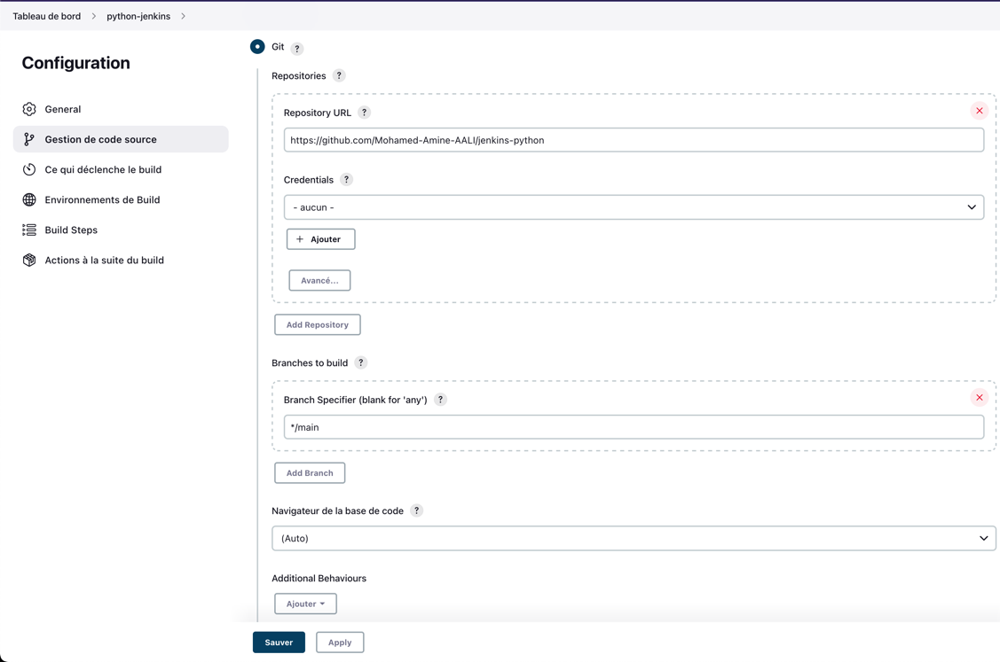 Tableau de bord > python-jenkins >
Configuration
General
Gestion de code source
Ce qui déclenche le build
Environnements de Build
Build Steps
Actions à la suite du build
Git ?
Repositories ?
Repository URL ?
https://github.com/Mohamed-Amine-AALI/jenkins-python
Credentials ?
- aucun -
+ Ajouter
Avancé...
Add Repository
Branches to build ?
Branch Specifier (blank for 'any') ?
*/main
Add Branch
Navigateur de la base de code ?
(Auto)
Additional Behaviours
Ajouter
Sauver
Apply